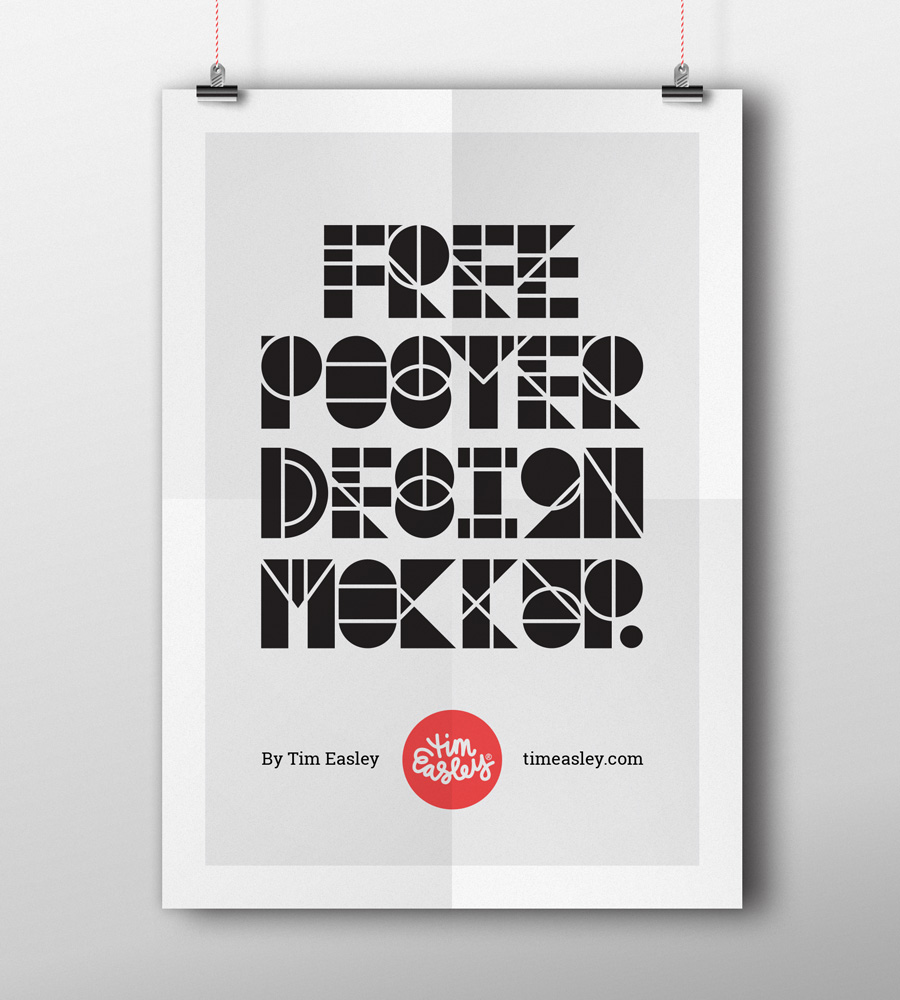 FREE
POSTER
DESIGN
MOCKUP.
By Tim Easley
Tim
Easley®
timeasley.com